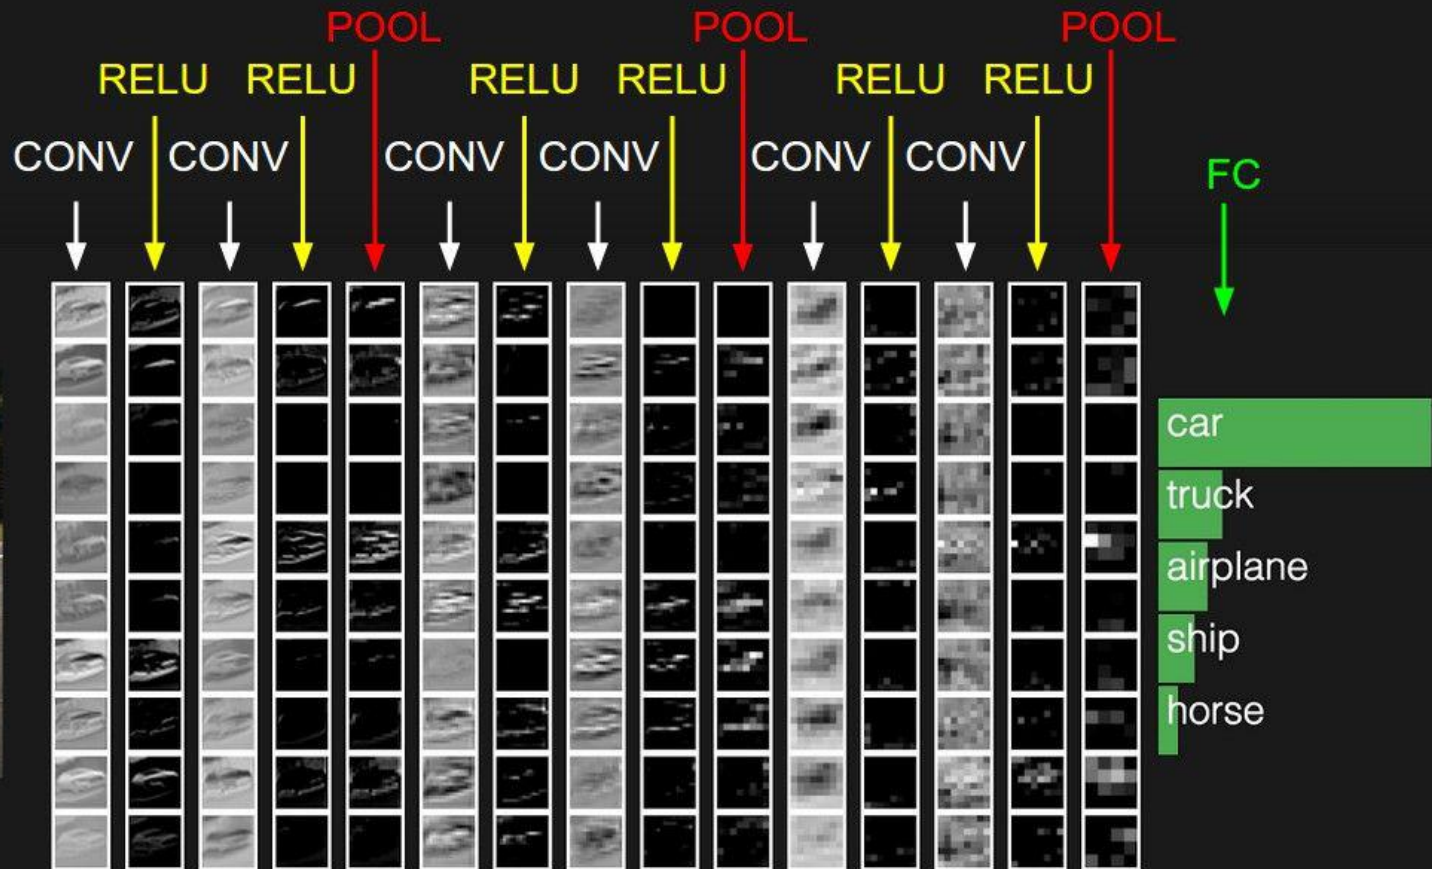 POOL POOL POOL
RELU RELU RELU RELU RELU RELU
CONV CONV CONV CONV CONV CONV
FC
car
truck
airplane
ship
horse